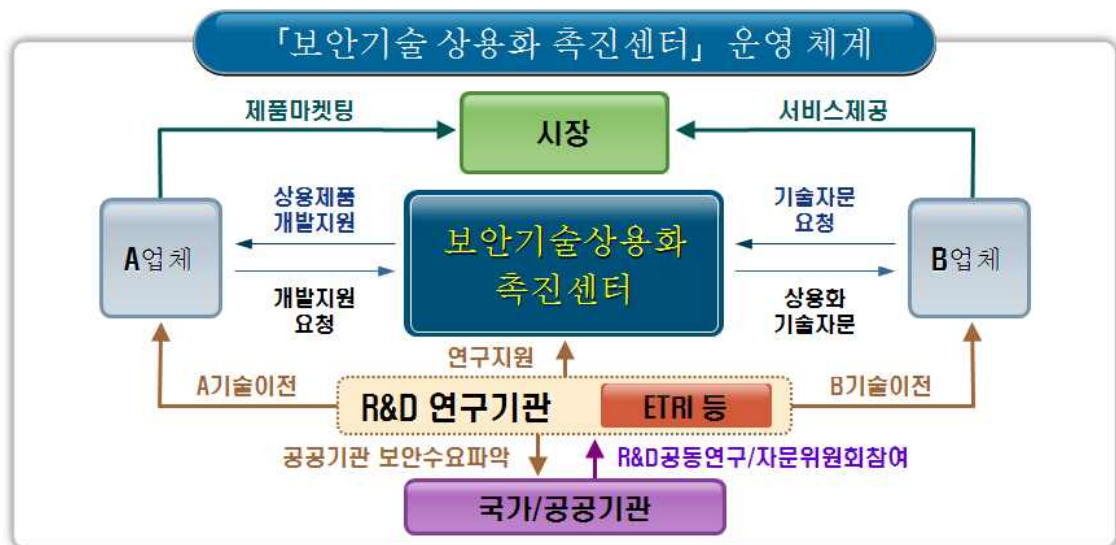 「보안기술 상용화 촉진센터」 운영 체계
제품마켓팅
서비스제공
시장
상용제품
개발지원
기술자문
요청
A업체
보안기술상용화
촉진센터
B업체
개발지원
요청
상용화
기술자문
연구지원
A기술이전
B기술이전
R&D 연구기관
ETRI 등
공공기관 보안수요파악
R&D공동연구/자문위원회참여
국가/공공기관